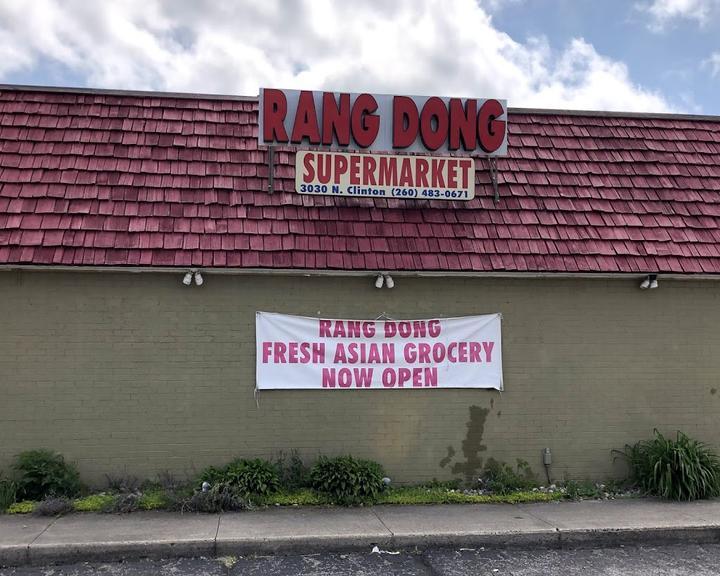 RANG DONG
SUPERMARKET
3030 N. Clinton (260) 483-0671
RANG DONG
FRESH ASIAN GROCERY
NOW OPEN